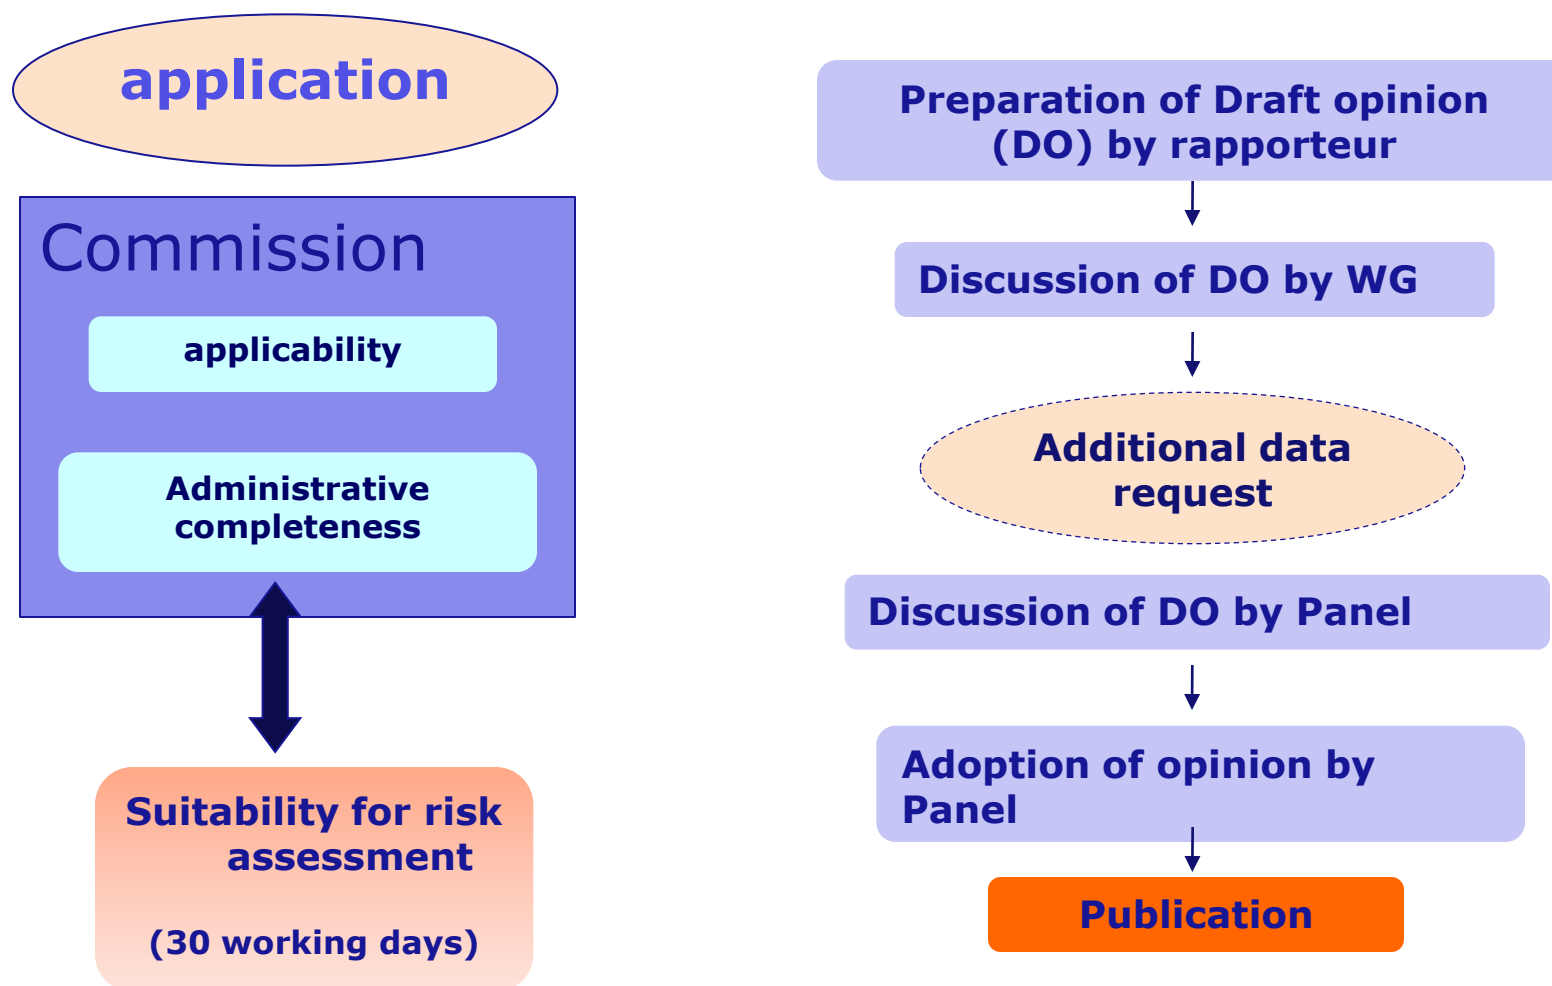 application
Commission
applicability
Administrative
completeness
Suitability for risk
assessment
(30 working days)
Preparation of Draft opinion
(DO) by rapporteur
Discussion of DO by WG
Additional data
request
Discussion of DO by Panel
Adoption of opinion by
Panel
Publication